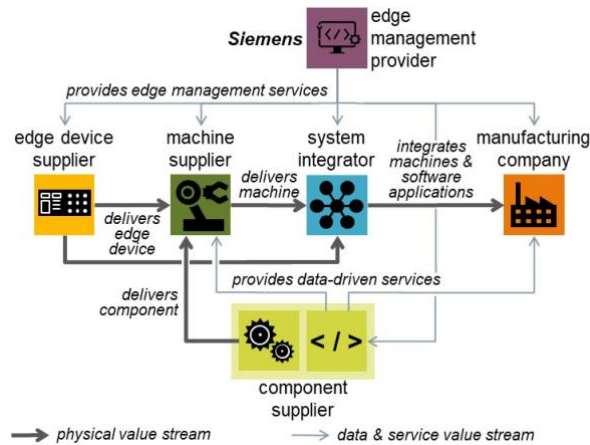 Siemens
edge
management
provider
</>
provides edge management services
edge device
supplier
machine
supplier
system
integrator
manufacturing
company
delivers
machine
integrates
machines &
software
applications
delivers
edge
device
provides data-driven services
delivers
component
< / >
component
supplier
physical value stream
data & service value stream